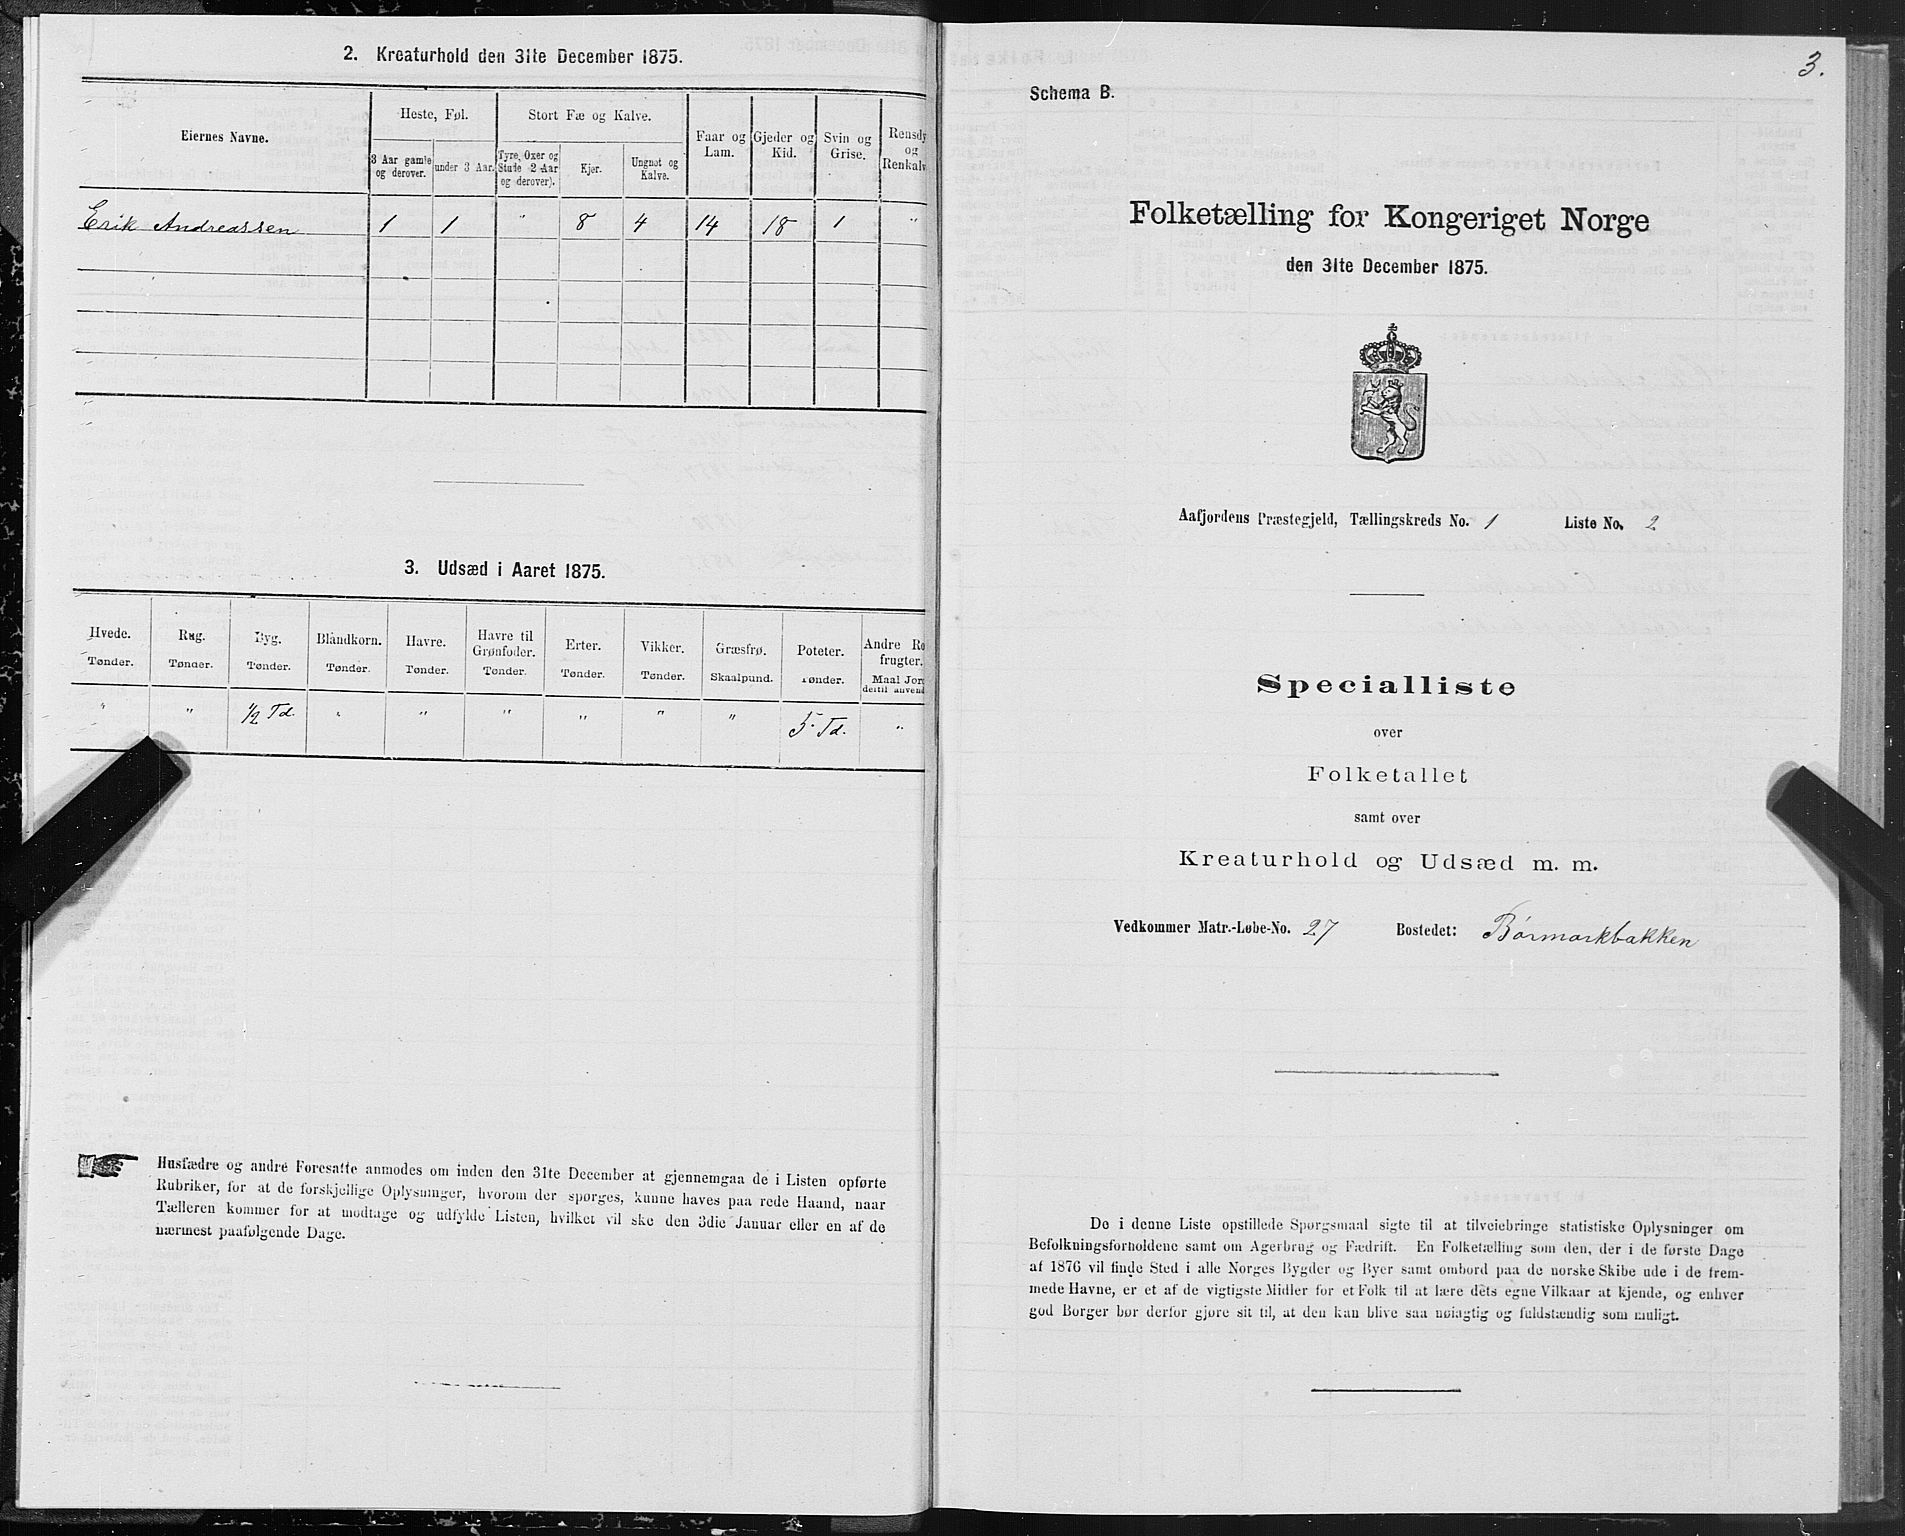 2. Kreaturhold den 31te December 1875.
Eiernes Navne.
Heste, Føl.
Stort Fæ og Kalve.
Faar og Lam.
Gjeder og Kid.
Svin og Grise.
Rensdy
og
Renkalv
3 Aar gamle og derover.
under 3 Aar.
Tyre, Oxer og Stude 2 Aar og derover).
Kjør.
Ungnøt og Kalve.
Erik Andreassen 1 1 " 8 4 14 18 1 "
3. Udsæd i Aaret 1875.
Hvede. Rug. Byg. Blandkorn. Havre. Havre til Grønfoder. Erter. Vikker. Græsfrø. Poteter. Andre Ro
frugter.
Tønder. Tønder. Tønder. Tønder. Tønder. Tønder. Tønder. Tønder. Skaalpund. Tønder. Maal Jor
dertil anvend
" " 1/2 Td. " " " " " " 5 Td. "
Husfædre og andre Foresatte anmodes om inden den 31te December at gjennemgaa de i Listen opførte
Rubriker, for at de forskjellige Oplysninger, hvorom der spørges, kunne haves paa rede Haand, naar
Tælleren kommer for at modtage og udfylde Listen, hvilket vil ske den 3die Januar eller en af de
nærmest paafølgende Dage.
3.
Schema B.
Folketælling for Kongeriget Norge
den 31te December 1875.
Aafjordens Præstegjeld, Tællingskreds No. 1 Liste No. 2
Specialliste
over
Folketallet
samt over
Kreaturhold og Udsæd m. m.
Vedkommer Matr.-Løbe-No. 27 Bostedet: Børmarkbakken
De i denne Liste opstillede Spørgsmaal sigte til at tilveiebringe statistiske Oplysninger om
Befolkningsforholdene samt om Agerbrug og Fædrift. En Folketælling som den, der i de første Dage
af 1876 vil finde Sted i alle Norges Bygder og Byer samt ombord paa de norske Skibe ude i de frem-
mede Havne, er et af de vigtigste Midler for et Folk til at lære dets egne Vilkaar at kjende, og enhver
god Borger bør derfor gjøre sit til, at den kan blive saa nøiagtig og fuldstændig som muligt.